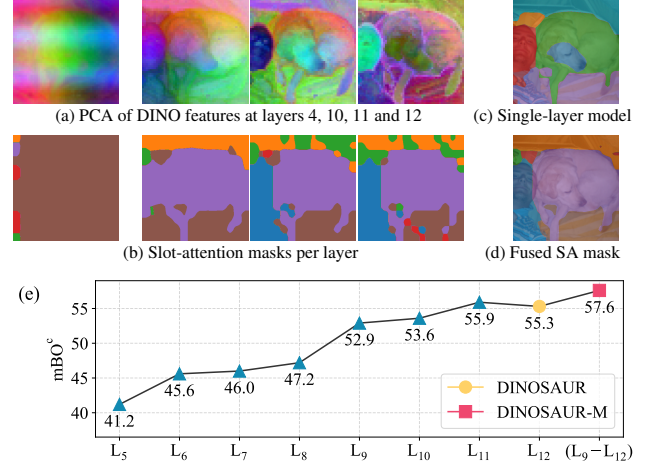 (a) PCA of DINO features at layers 4, 10, 11 and 12
(c) Single-layer model
(b) Slot-attention masks per layer
(d) Fused SA mask
(e)
mBO^c
55
50
45
40
41.2
45.6
46.0
47.2
52.9
53.6
55.9
55.3
57.6
DINOSAUR
DINOSAUR-M
L₅ L₆ L₇ L₈ L₉ L₁₀ L₁₁ L₁₂ (L₉−L₁₂)